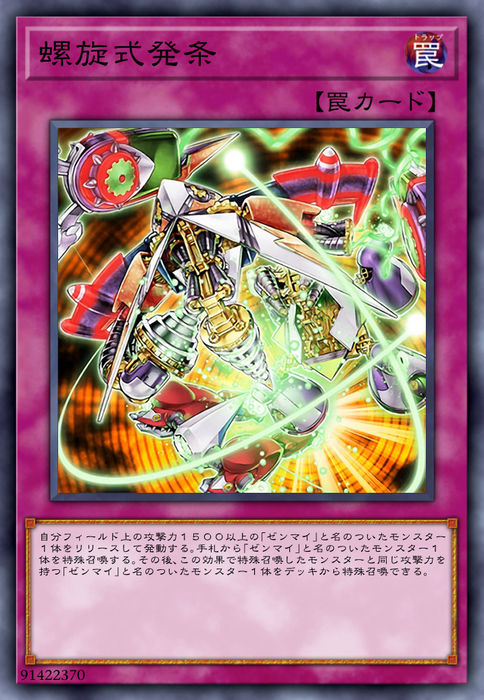 螺旋式発条
トラップ
罠
【罠カード】
自分フィールド上の攻撃力１５００以上の「ゼンマイ」と名のついたモンスター
１体をリリースして発動する。手札から「ゼンマイ」と名のついたモンスター１
体を特殊召喚する。その後、この効果で特殊召喚したモンスターと同じ攻撃力を
持つ「ゼンマイ」と名のついたモンスター１体をデッキから特殊召喚できる。
91422370